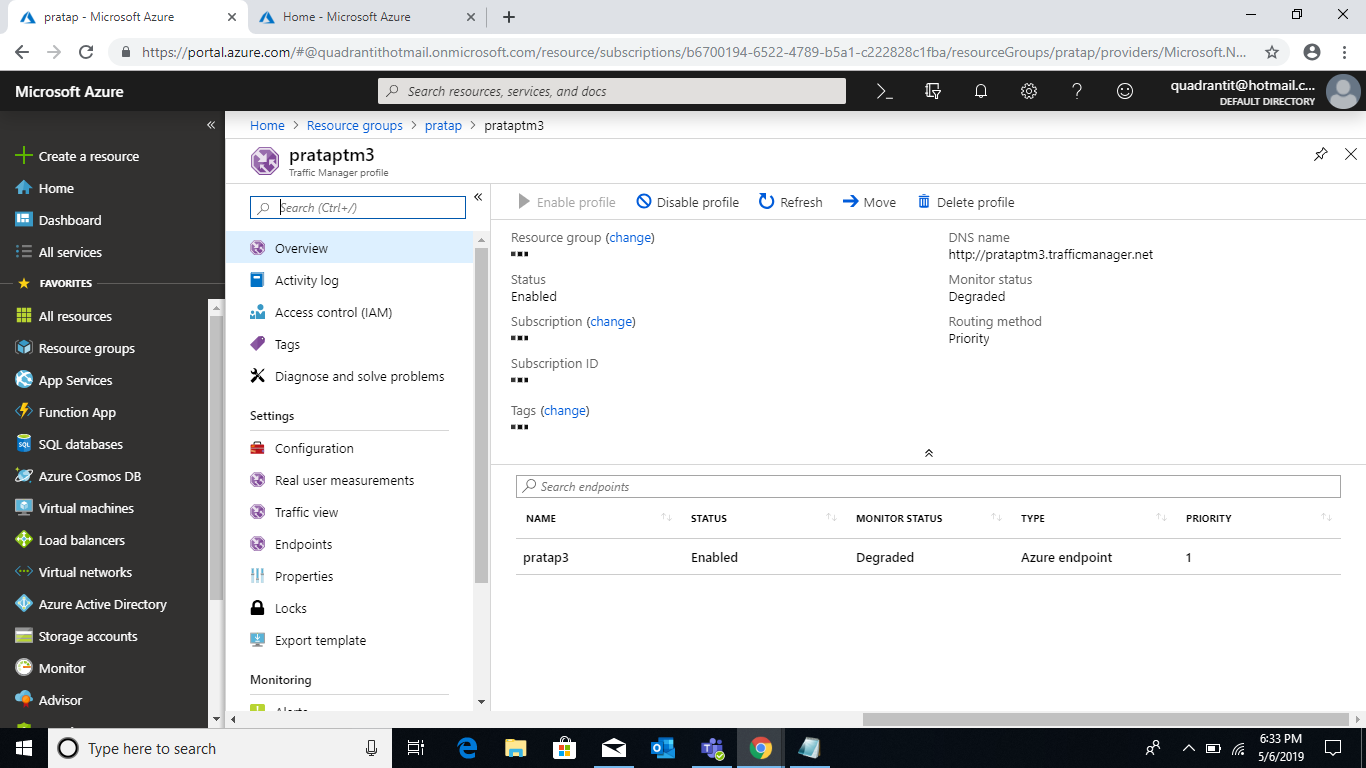 pratap - Microsoft Azure
Home - Microsoft Azure
https://portal.azure.com/#@quadrantithotmail.onmicrosoft.com/resource/subscriptions/b6700194-6522-4789-b5a1-c222828c1fba/resourceGroups/pratap/providers/Microsoft.N...
Microsoft Azure
Search resources, services, and docs
quadrantit@hotmail.c...
DEFAULT DIRECTORY
Create a resource
Home
Dashboard
All services
FAVORITES
All resources
Resource groups
App Services
Function App
SQL databases
Azure Cosmos DB
Virtual machines
Load balancers
Virtual networks
Azure Active Directory
Storage accounts
Monitor
Advisor
Home > Resource groups > pratap > prataptm3
prataptm3
Traffic Manager profile
Search (Ctrl+/)
Overview
Activity log
Access control (IAM)
Tags
Diagnose and solve problems
Settings
Configuration
Real user measurements
Traffic view
Endpoints
Properties
Locks
Export template
Monitoring
Alerts
Enable profile
Disable profile
Refresh
Move
Delete profile
Resource group (change)
Status
Enabled
Subscription (change)
Subscription ID
Tags (change)
DNS name
http://prataptm3.trafficmanager.net
Monitor status
Degraded
Routing method
Priority
Search endpoints
NAME STATUS MONITOR STATUS TYPE PRIORITY
pratap3 Enabled Degraded Azure endpoint 1
Type here to search
6:33 PM
5/6/2019